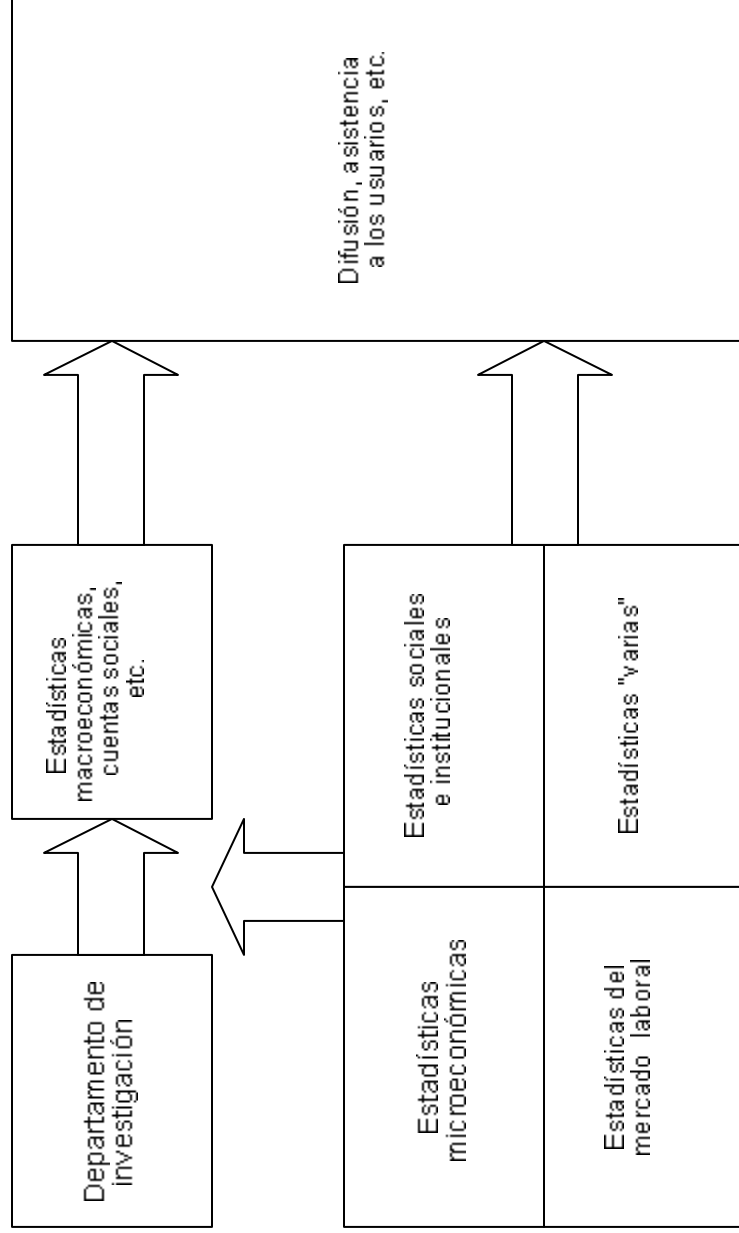 Departamento de
investigación
Estadísticas
macroeconómicas,
cuentas sociales,
etc.
Difusión, asistencia
a los usuarios, etc.
Estadísticas
microeconómicas
Estadísticas sociales
e institucionales
Estadísticas del
mercado laboral
Estadísticas "varias"